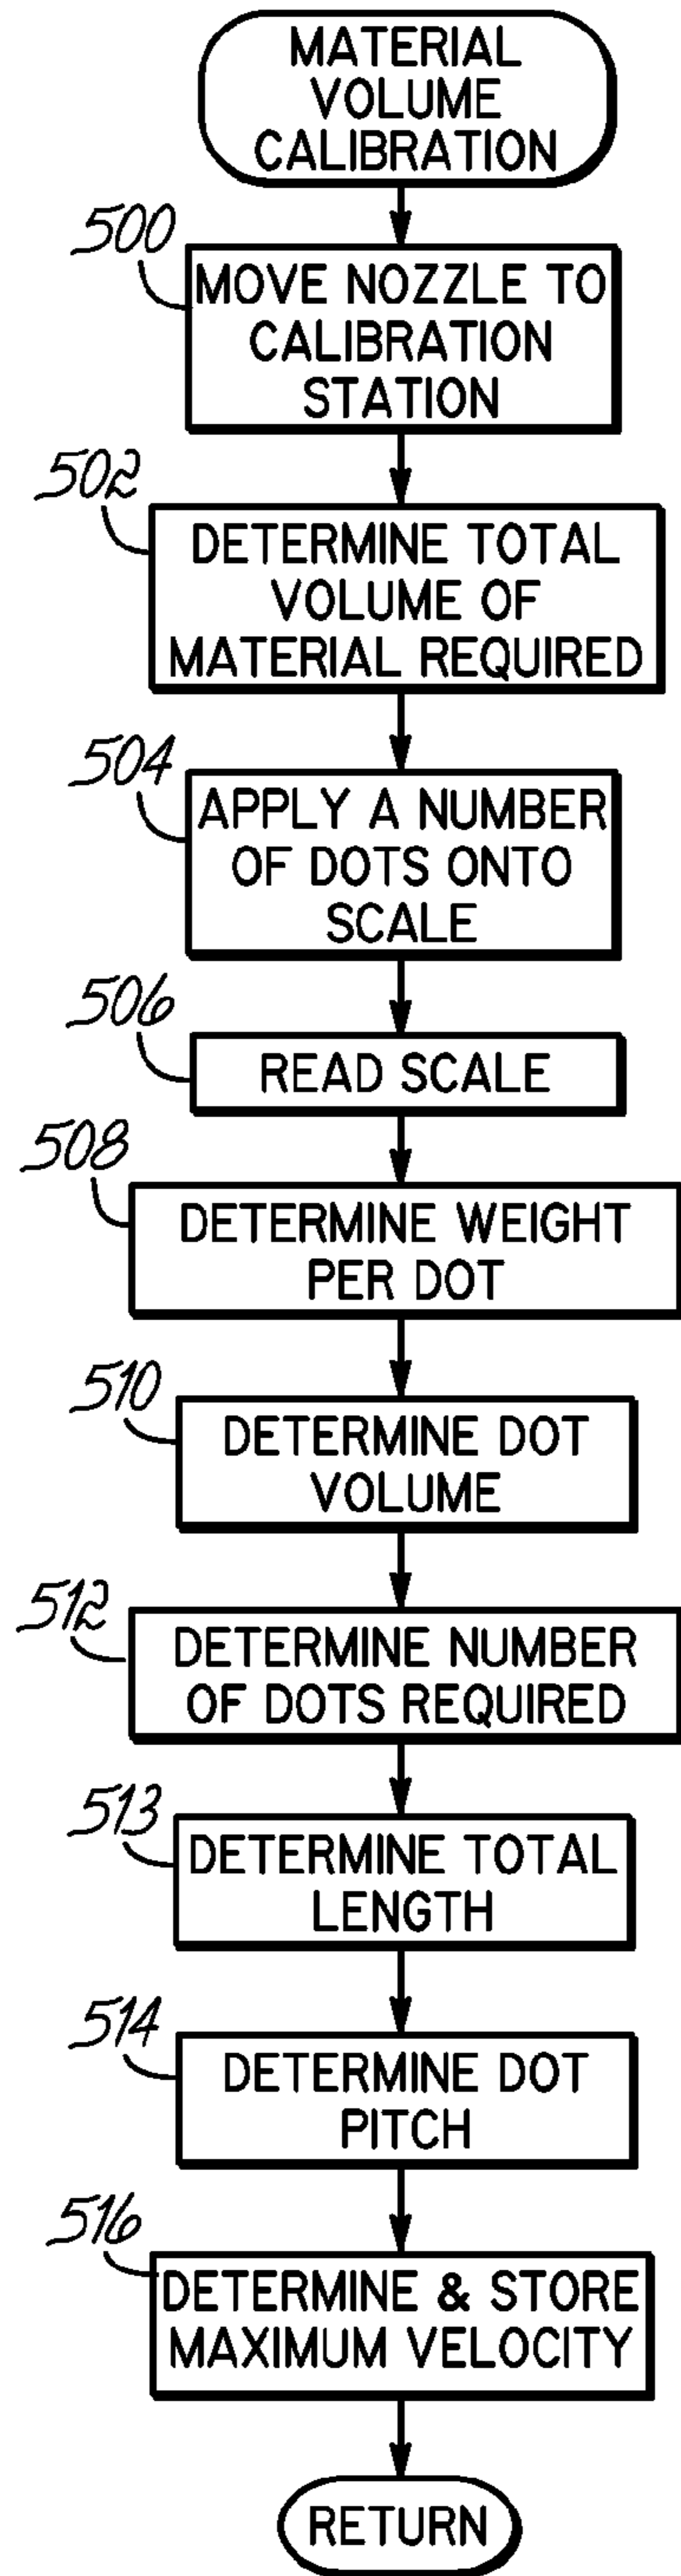 MATERIAL
VOLUME
CALIBRATION
500
MOVE NOZZLE TO
CALIBRATION
STATION
502
DETERMINE TOTAL
VOLUME OF
MATERIAL REQUIRED
504
APPLY A NUMBER
OF DOTS ONTO
SCALE
506
READ SCALE
508
DETERMINE WEIGHT
PER DOT
510
DETERMINE DOT
VOLUME
512
DETERMINE NUMBER
OF DOTS REQUIRED
513
DETERMINE TOTAL
LENGTH
514
DETERMINE DOT
PITCH
516
DETERMINE & STORE
MAXIMUM VELOCITY
RETURN